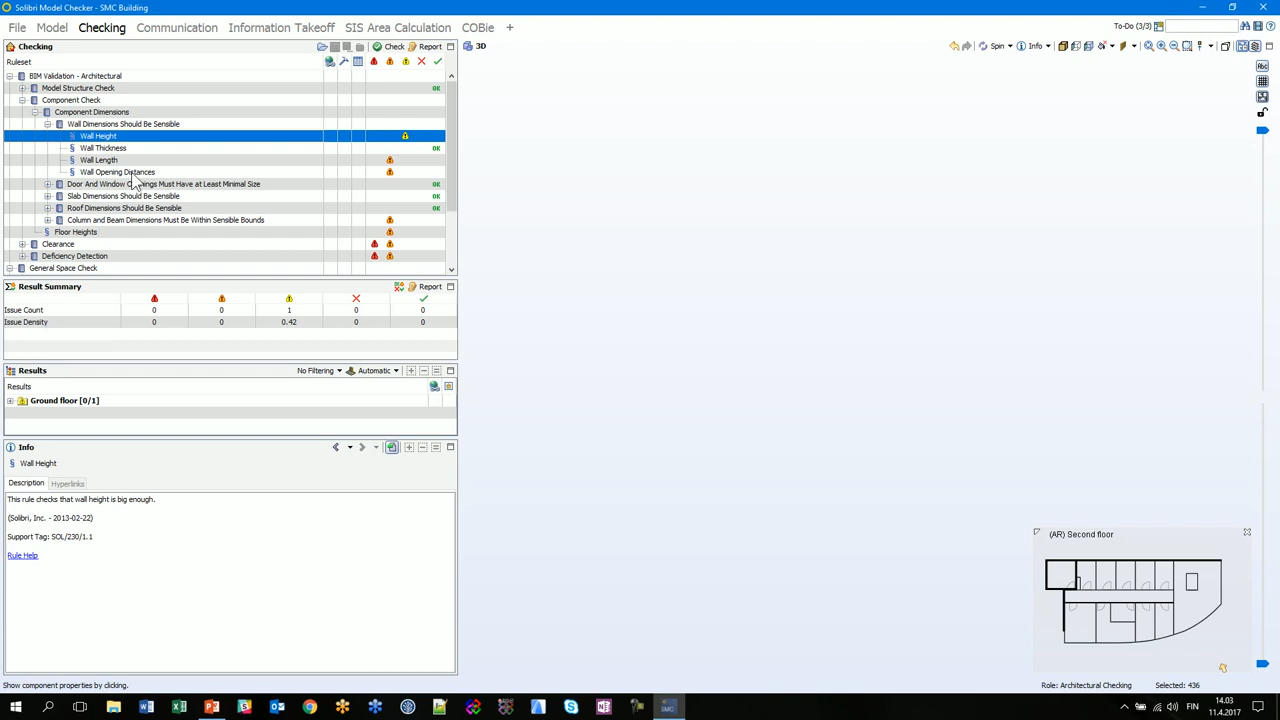 Solibri Model Checker - SMC Building
File Model Checking Communication Information Takeoff SIS Area Calculation COBie +
To-Do (3/3)
Checking Check Report
3D Spin Info
Ruleset
Abc
BIM Validation - Architectural
Model Structure Check OK
Component Check
Component Dimensions
Wall Dimensions Should Be Sensible
§ Wall Height
§ Wall Thickness OK
§ Wall Length
§ Wall Opening Distances
Door And Window Must Have at Least Minimal Size OK
Slab Dimensions Should Be Sensible OK
Roof Dimensions Should Be Sensible OK
Column and Beam Dimensions Must Be Within Sensible Bounds
§ Floor Heights
Clearance
Deficiency Detection
General Space Check
Result Summary Report
Issue Count 0 0 1 0 0
Issue Density 0 0 0.42 0 0
Results No Filtering Automatic
Results
Ground floor [0/1]
Info
§ Wall Height
Description Hyperlinks
This rule checks that wall height is big enough.
(Solibri, Inc. - 2013-02-22)
Support Tag: SOL/230/1.1
Rule Help
(AR) Second floor
Show component properties by clicking.
Role: Architectural Checking Selected: 436
SMC
FIN
14.03
11.4.2017